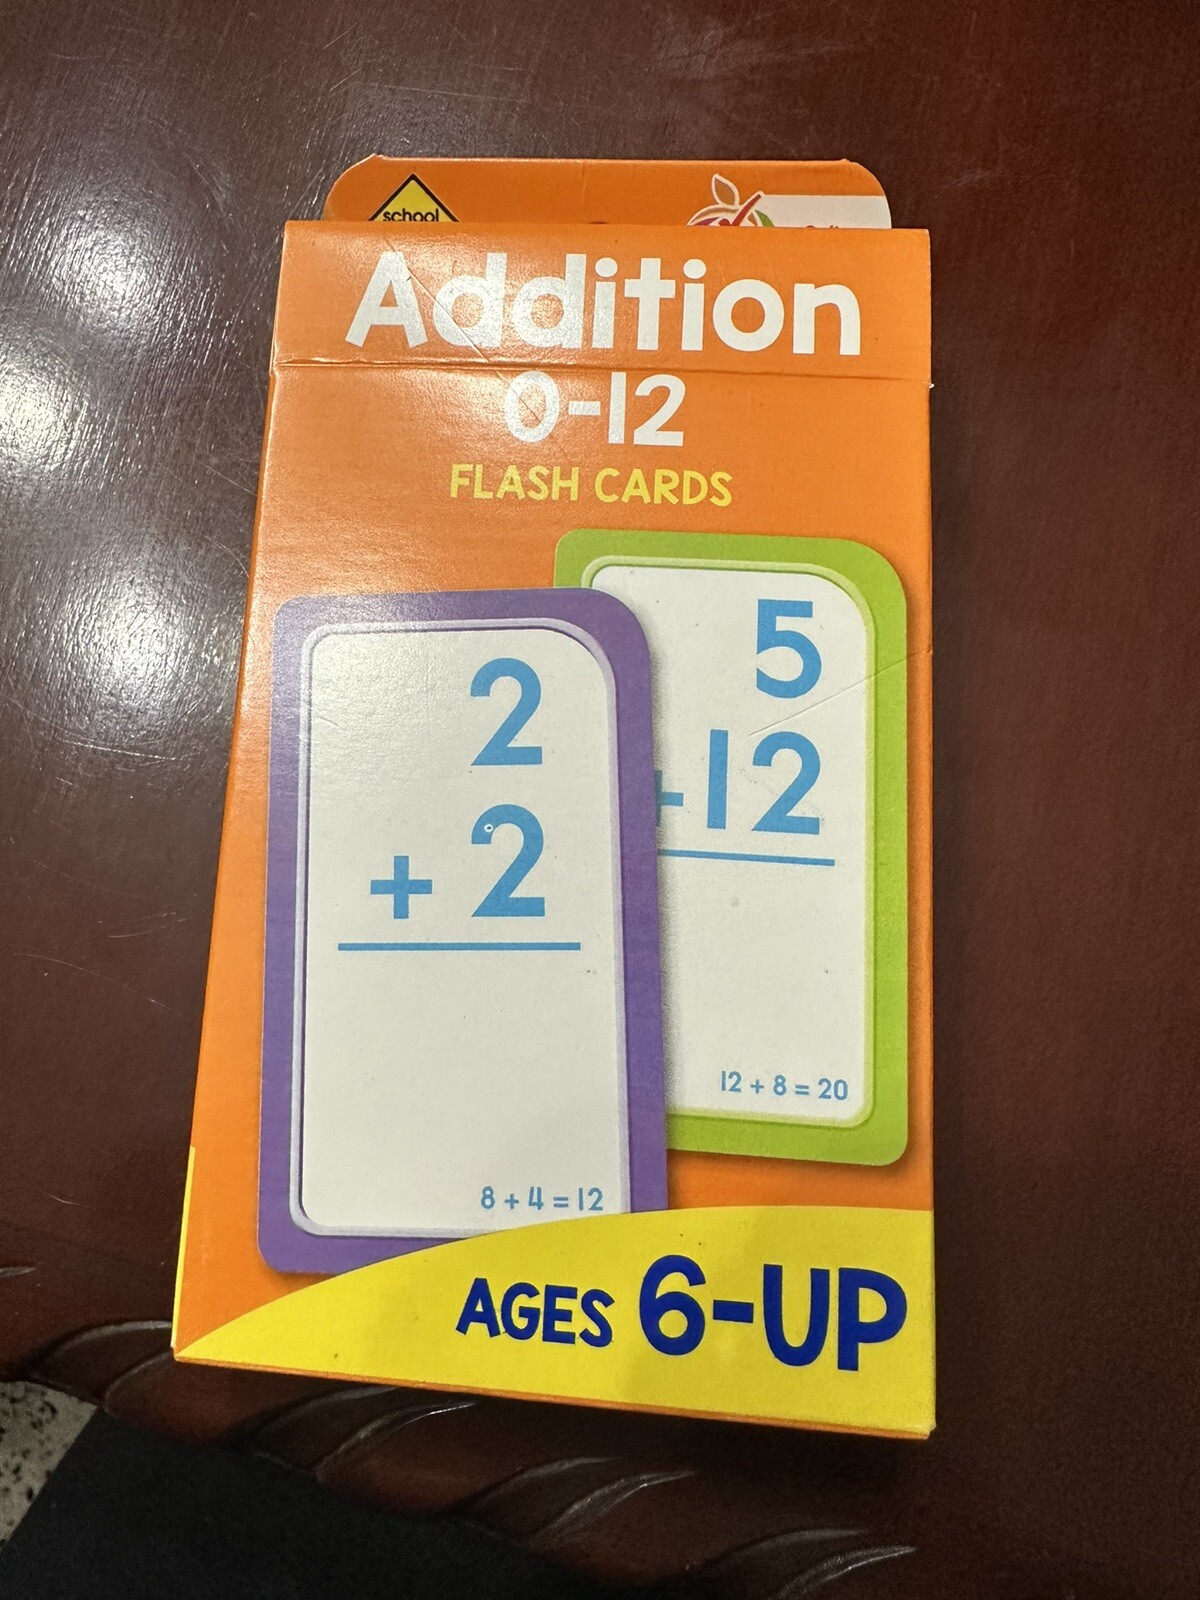 school
Addition
0-12
FLASH CARDS
2
+ 2
8 + 4 = 12
5
+12
12 + 8 = 20
AGES 6-UP